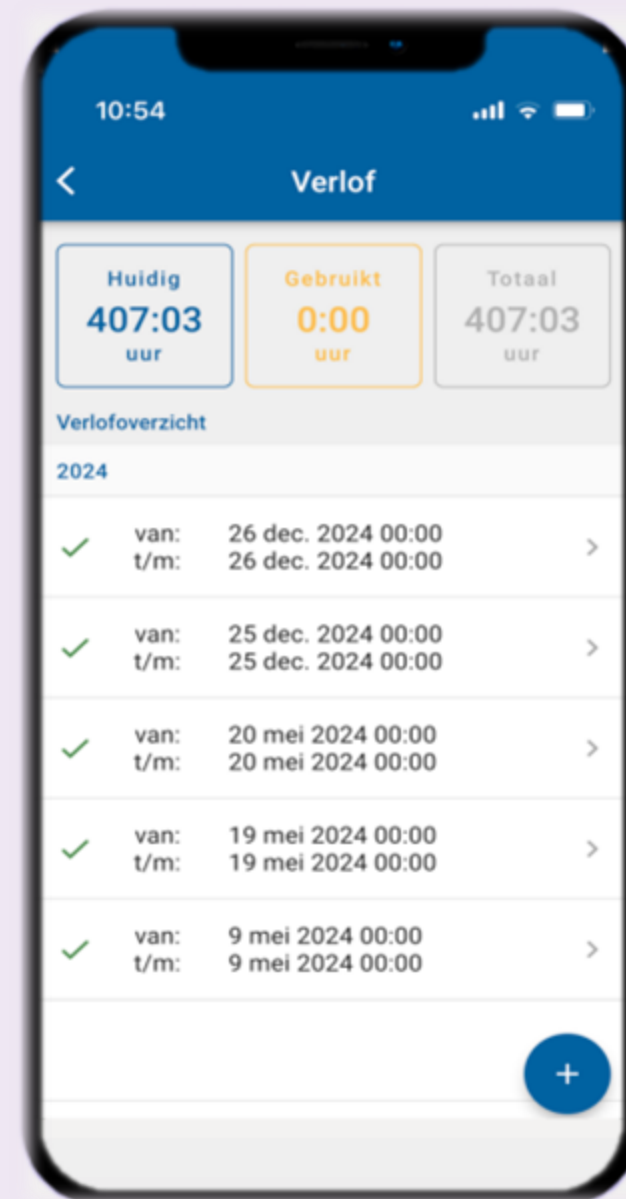 10:54
Verlof
Huidig Gebruikt Totaal
407:03 0:00 407:03
uur uur uur
Verlofoverzicht
2024
van: 26 dec. 2024 00:00
t/m: 26 dec. 2024 00:00
van: 25 dec. 2024 00:00
t/m: 25 dec. 2024 00:00
van: 20 mei 2024 00:00
t/m: 20 mei 2024 00:00
van: 19 mei 2024 00:00
t/m: 19 mei 2024 00:00
van: 9 mei 2024 00:00
t/m: 9 mei 2024 00:00